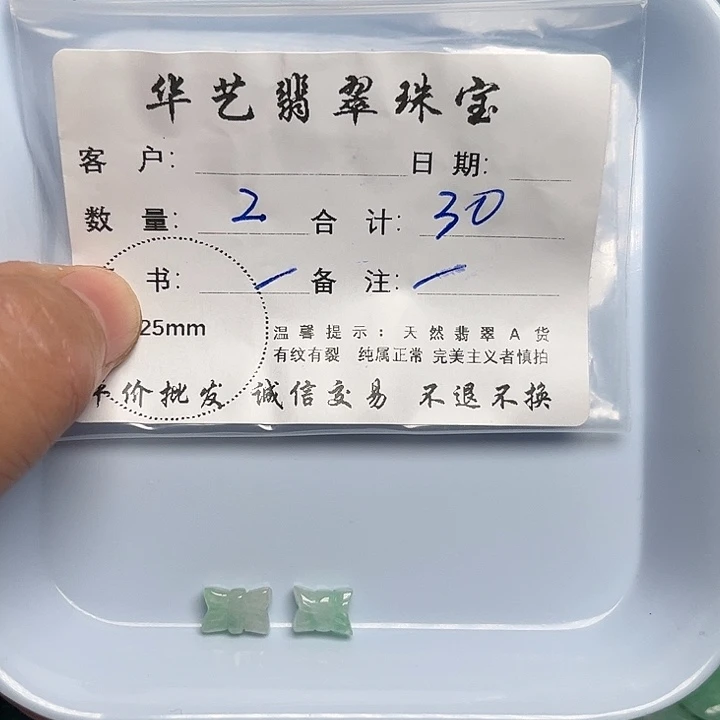 华艺翡翠珠宝
客户： 日期：
数量： 2 合计： 30
书： 备注：
25mm
温馨提示：天然翡翠A货
有纹有裂 纯属正常 完美主义者慎拍
价批发 诚信交易 不退不换